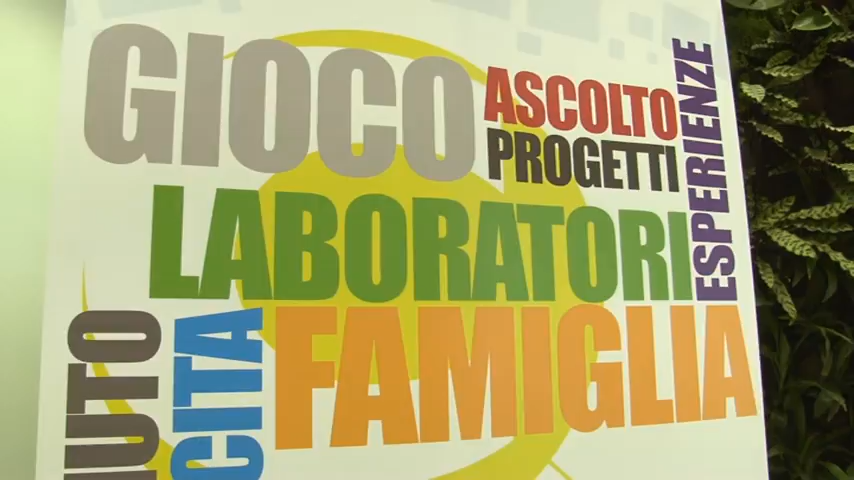 GIOCO
ASCOLTO
PROGETTI
ESPERIENZE
LABORATORI
FAMIGLIA